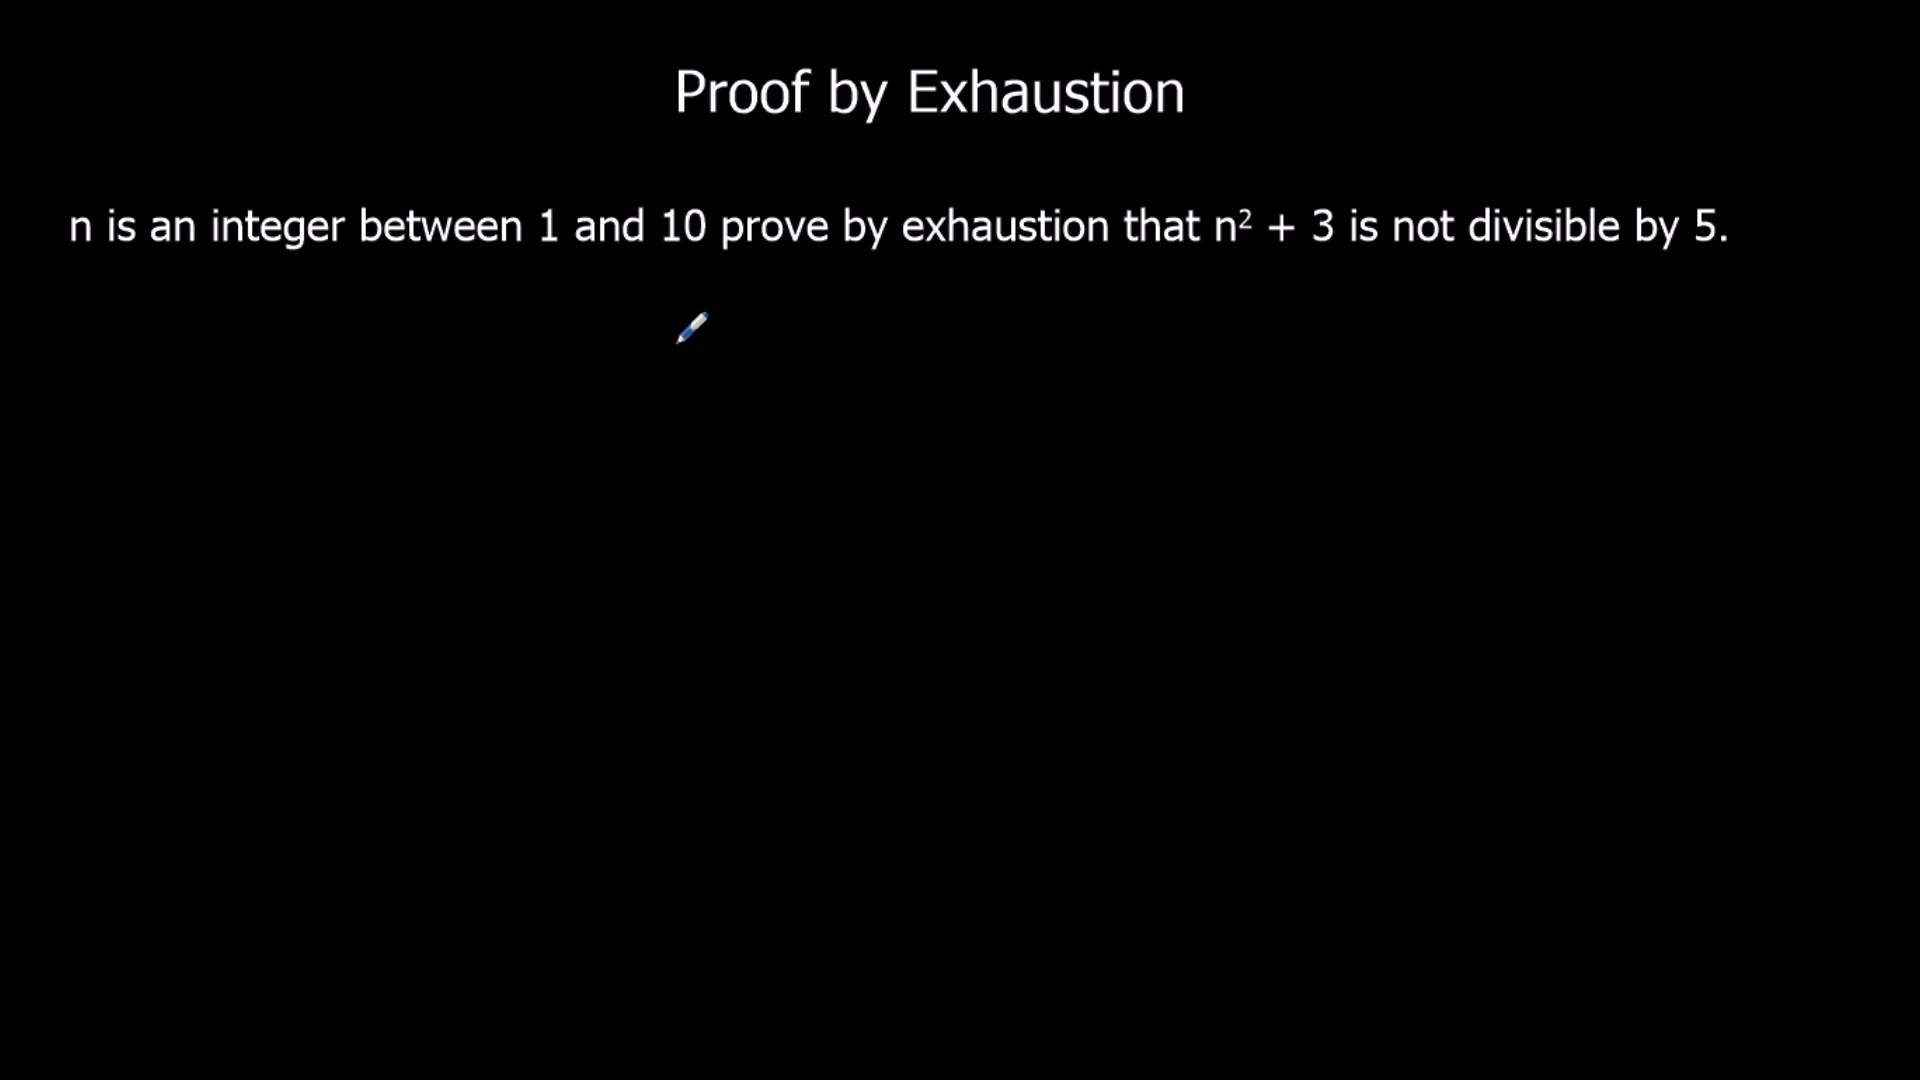 Proof by Exhaustion
n is an integer between 1 and 10 prove by exhaustion that n² + 3 is not divisible by 5.